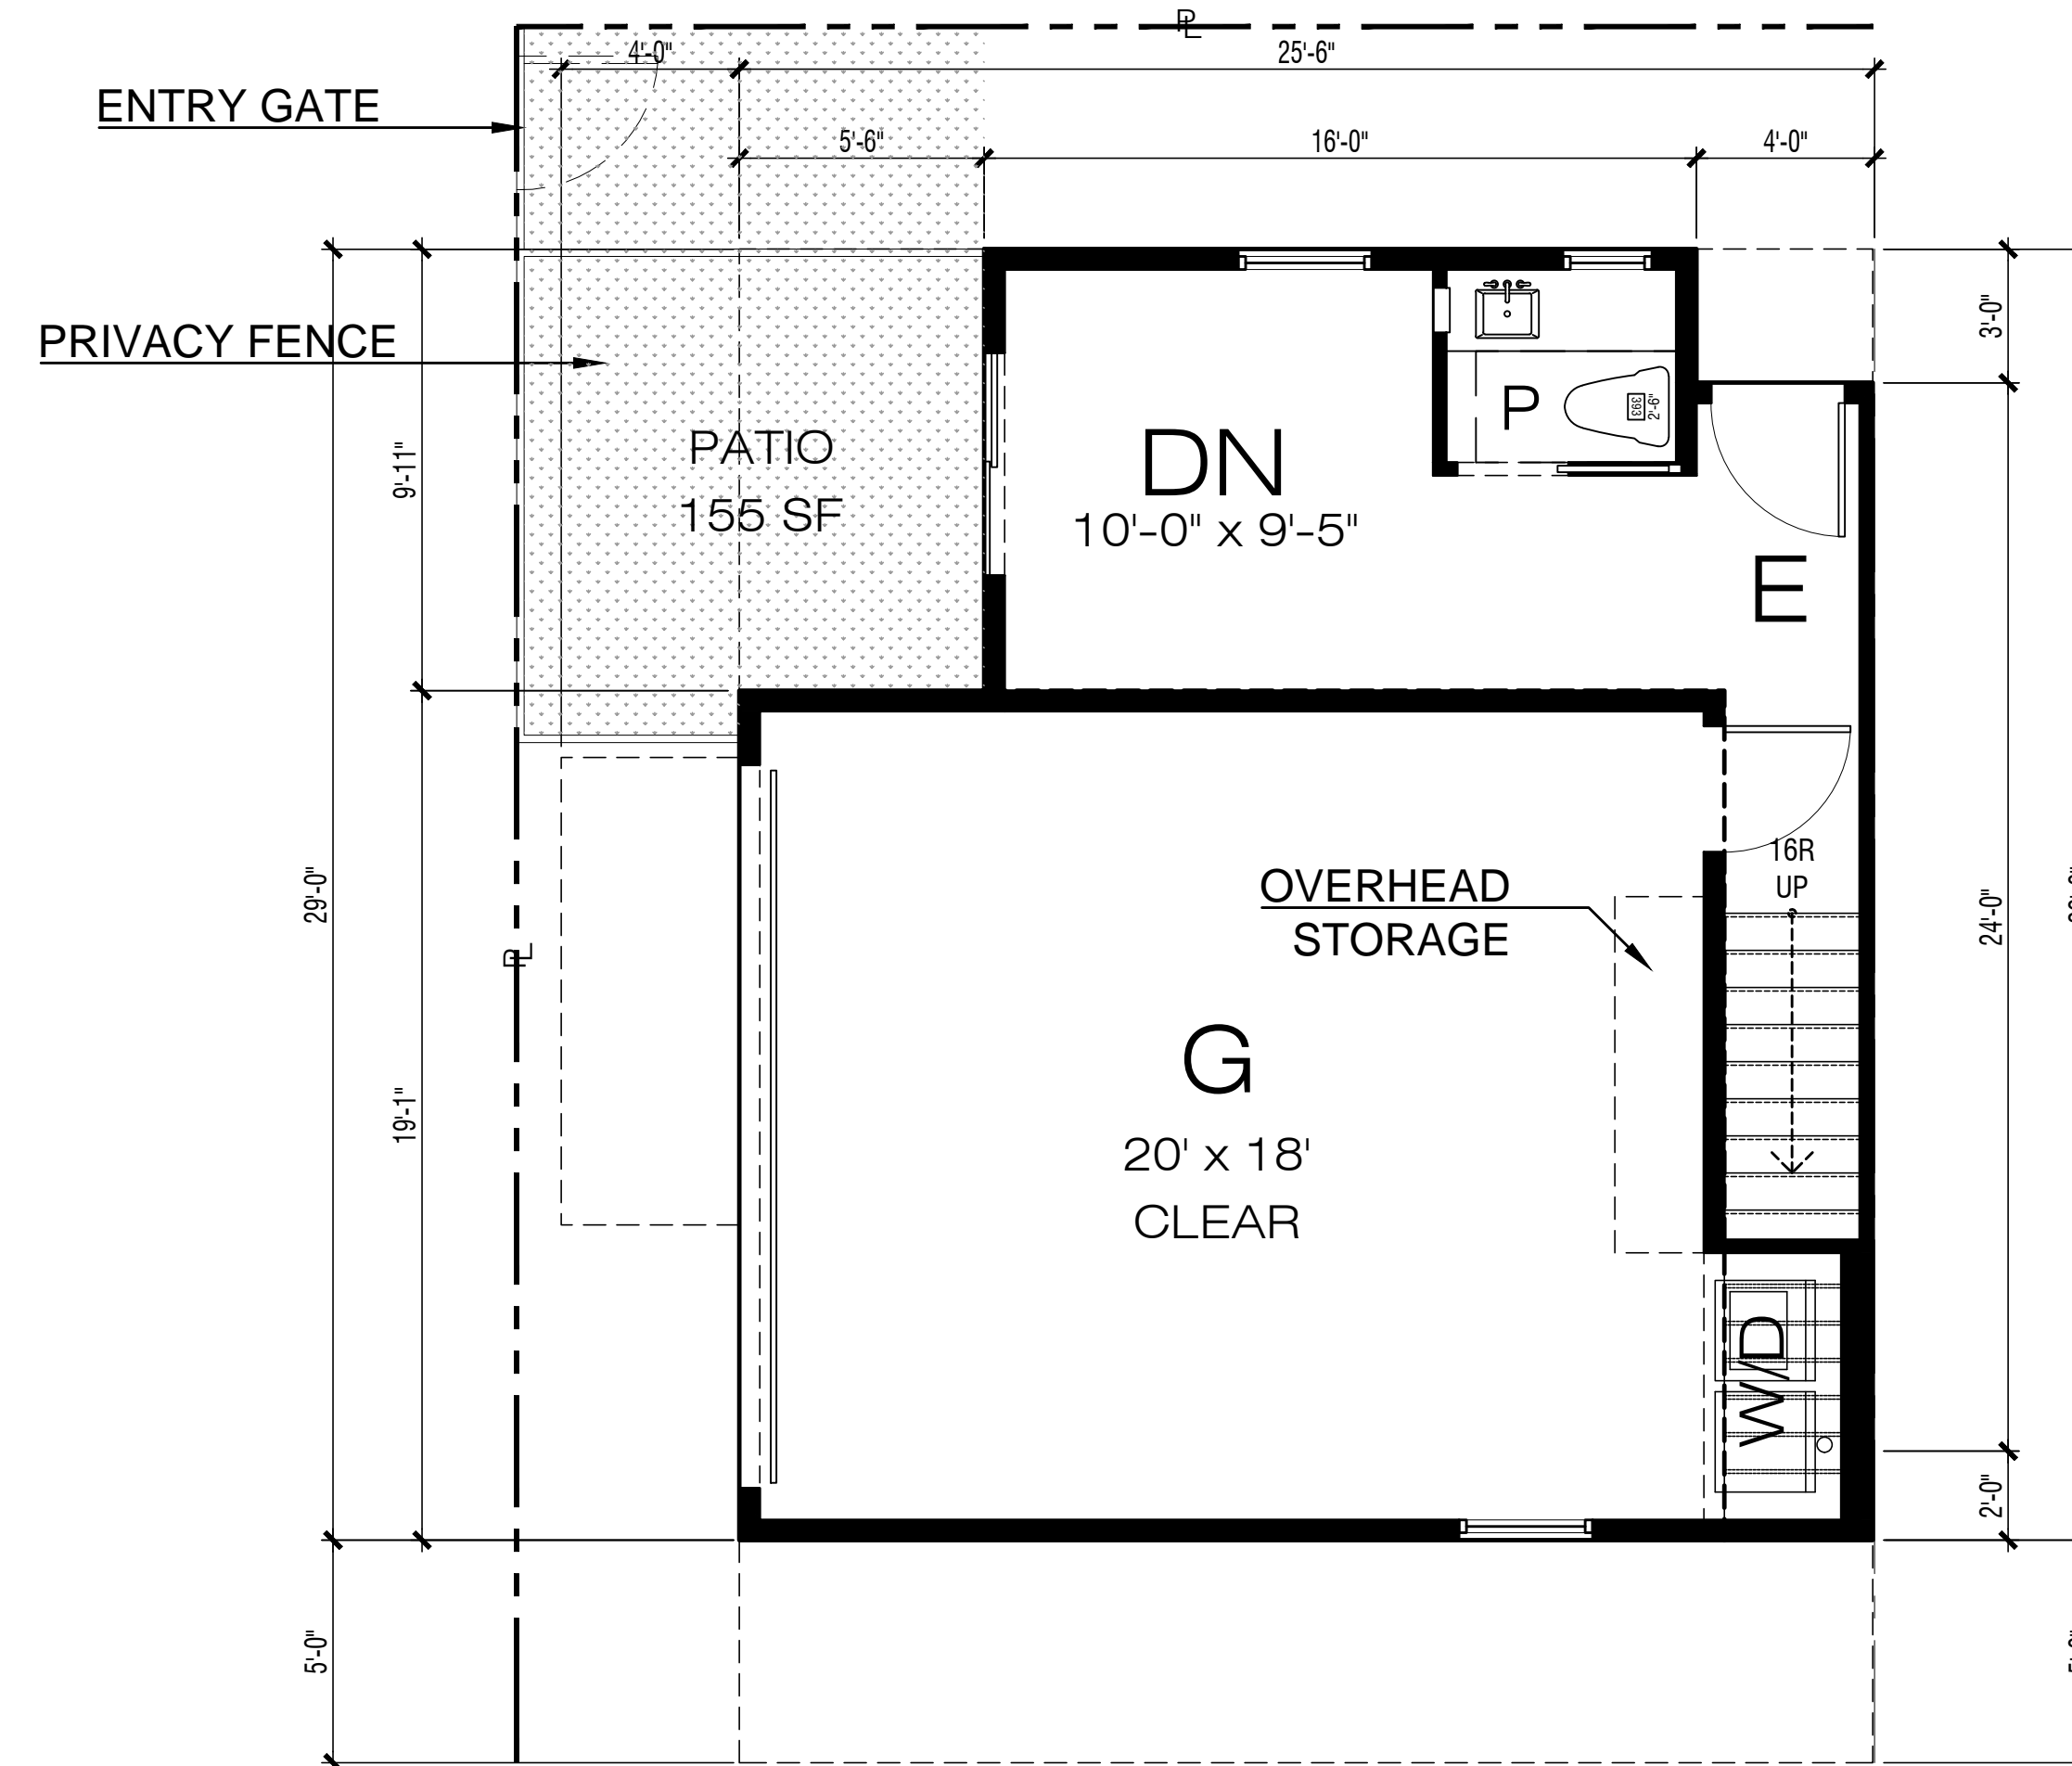 PL
4'-0"
25'-6"
ENTRY GATE
5'-6"
16'-0"
4'-0"
PRIVACY FENCE
3'-0"
P
393
2'-6"
PATIO
155 SF
DN
10'-0" x 9'-5"
9'-11"
E
29'-0"
16R
UP
OVERHEAD
STORAGE
24'-0"
PL
G
20' x 18'
CLEAR
19'-1"
W/D
2'-0"
5'-0"